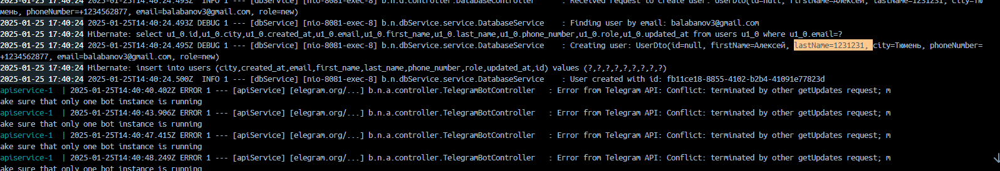 2025-01-25 17:40:24 2025-01-25T14:40:24.493Z  INFO 1 --- [dbService] [nio-8081-exec-8] b.n.d.controller.DatabaseController    : Received request to create user: UserDto(id=null, firstName=Алексей, lastName=1231231, city=Тю
мень, phoneNumber=+1234562877, email=balabanov3@gmail.com, role=new)
2025-01-25 17:40:24 2025-01-25T14:40:24.493Z DEBUG 1 --- [dbService] [nio-8081-exec-8] b.n.dbService.service.DatabaseService    : Finding user by email: balabanov3@gmail.com
2025-01-25 17:40:24 Hibernate: select u1_0.id,u1_0.city,u1_0.created_at,u1_0.email,u1_0.first_name,u1_0.last_name,u1_0.phone_number,u1_0.role,u1_0.updated_at from users u1_0 where u1_0.email=?
2025-01-25 17:40:24 2025-01-25T14:40:24.495Z DEBUG 1 --- [dbService] [nio-8081-exec-8] b.n.dbService.service.DatabaseService    : Creating user: UserDto(id=null, firstName=Алексей, lastName=1231231, city=Тюмень, phoneNumber=
+1234562877, email=balabanov3@gmail.com, role=new)
2025-01-25 17:40:24 Hibernate: insert into users (city,created_at,email,first_name,last_name,phone_number,role,updated_at,id) values (?,?,?,?,?,?,?,?,?)
2025-01-25 17:40:24 2025-01-25T14:40:24.500Z  INFO 1 --- [dbService] [nio-8081-exec-8] b.n.dbService.service.DatabaseService    : User created with id: fb11ce18-8855-4102-b2b4-41091e77823d
apiservice-1  | 2025-01-25T14:40:40.402Z ERROR 1 --- [apiService] [elegram.org/...] b.n.a.controller.TelegramBotController   : Error from Telegram API: Conflict: terminated by other getUpdates request; m
ake sure that only one bot instance is running
apiservice-1  | 2025-01-25T14:40:43.906Z ERROR 1 --- [apiService] [elegram.org/...] b.n.a.controller.TelegramBotController   : Error from Telegram API: Conflict: terminated by other getUpdates request; m
ake sure that only one bot instance is running
apiservice-1  | 2025-01-25T14:40:47.415Z ERROR 1 --- [apiService] [elegram.org/...] b.n.a.controller.TelegramBotController   : Error from Telegram API: Conflict: terminated by other getUpdates request; m
ake sure that only one bot instance is running
apiservice-1  | 2025-01-25T14:40:48.249Z ERROR 1 --- [apiService] [elegram.org/...] b.n.a.controller.TelegramBotController   : Error from Telegram API: Conflict: terminated by other getUpdates request; m
ake sure that only one bot instance is running